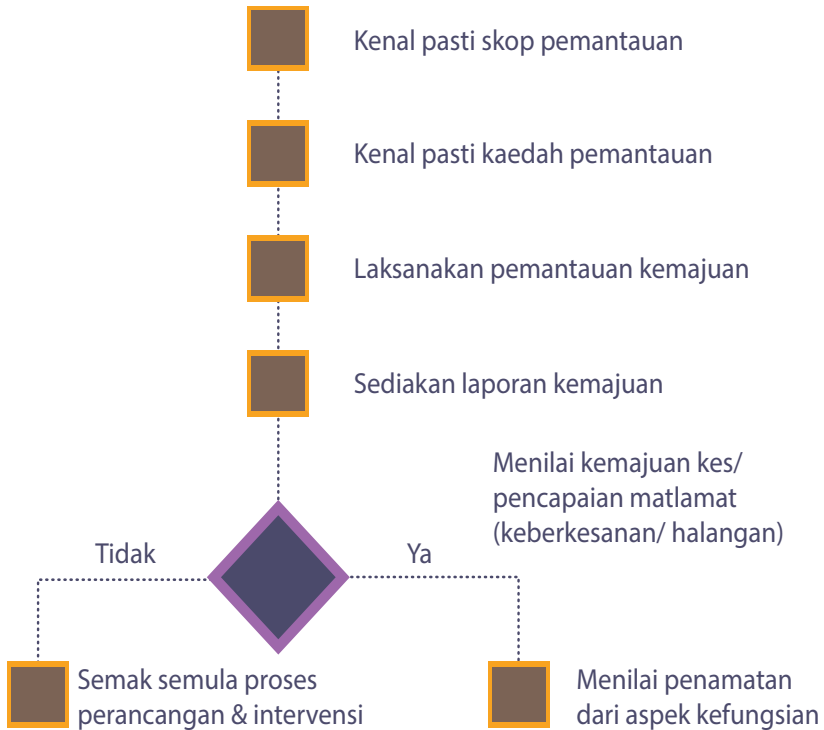 Kenal pasti skop pemantauan
Kenal pasti kaedah pemantauan
Laksanakan pemantauan kemajuan
Sediakan laporan kemajuan
Menilai kemajuan kes/
pencapaian matlamat
(keberkesanan/ halangan)
Tidak
Ya
Semak semula proses
perancangan & intervensi
Menilai penamatan
dari aspek kefungsian